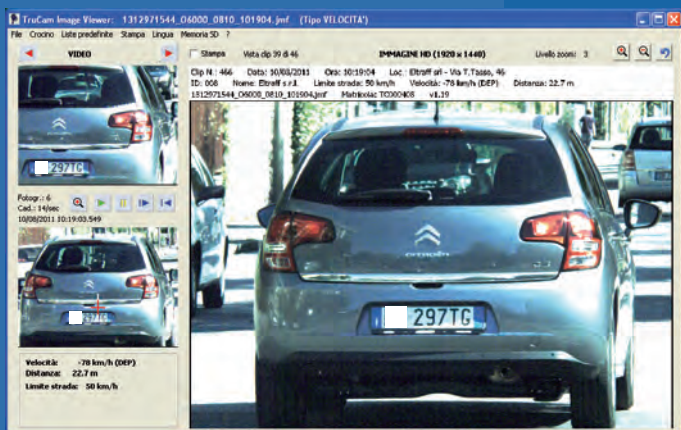 TruCam Image Viewer: 1312971544_06000_0810_101904.jmf (Tipo VELOCITA')
File Crocino Liste predefinite Stampa Lingua Memoria SD ?
VIDEO
Stampa Vista clip 39 di 46 IMMAGINE HD (1920 x 1440) Livello zoom: 3
Clip N.: 466 Data: 10/08/2011 Ora: 10:19:04 Loc.: Eltraff srl - Via T.Tasso, 46
ID: 008 Nome: Eltraff s.r.l. Limite strada: 50 km/h Velocità: -78 km/h (DEP) Distanza: 22.7 m
1312971544_06000_0810_101904.jmf Matricola: v1.19
297TG
Fotogr.: 6
Cad.: 14/sec
10/08/2011 10:19:03.549
297TG
Velocità: -78 km/h (DEP)
Distanza: 22.7 m
Limite strada: 50 km/h
CITROËN C3
297TG